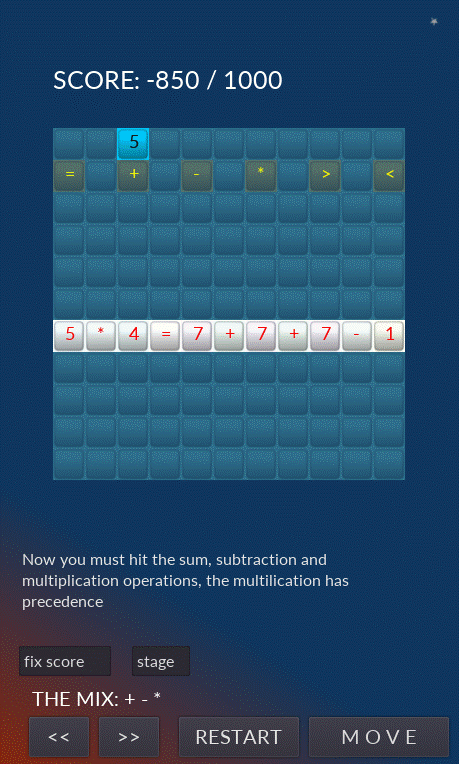 SCORE: -850 / 1000
5
= + - * > <
5 * 4 = 7 + 7 + 7 - 1
Now you must hit the sum, subtraction and
multiplication operations, the multilication has
precedence
fix score stage
THE MIX: + - *
<< >> RESTART M O V E